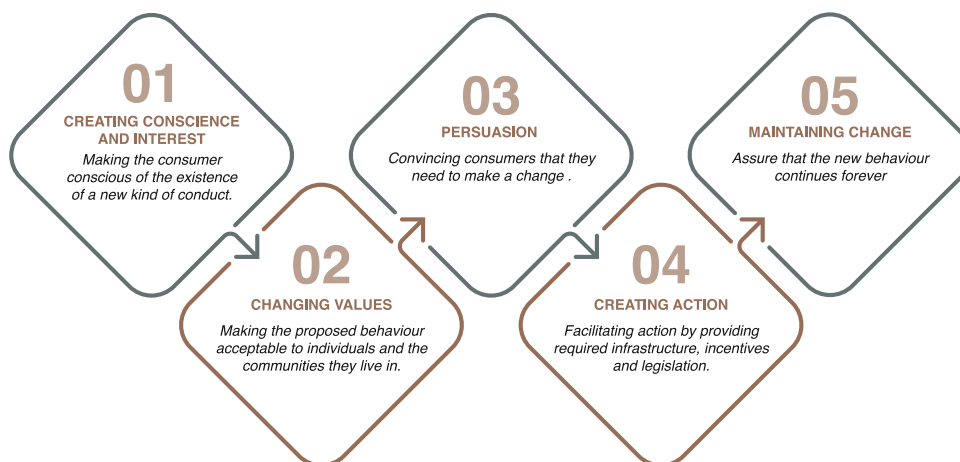 01
CREATING CONSCIENCE
AND INTEREST
Making the consumer
conscious of the existence
of a new kind of conduct.
02
CHANGING VALUES
Making the proposed behaviour
acceptable to individuals and the
communities they live in.
03
PERSUASION
Convincing consumers that they
need to make a change .
04
CREATING ACTION
Facilitating action by providing
required infrastructure, incentives
and legislation.
05
MAINTAINING CHANGE
Assure that the new behaviour
continues forever